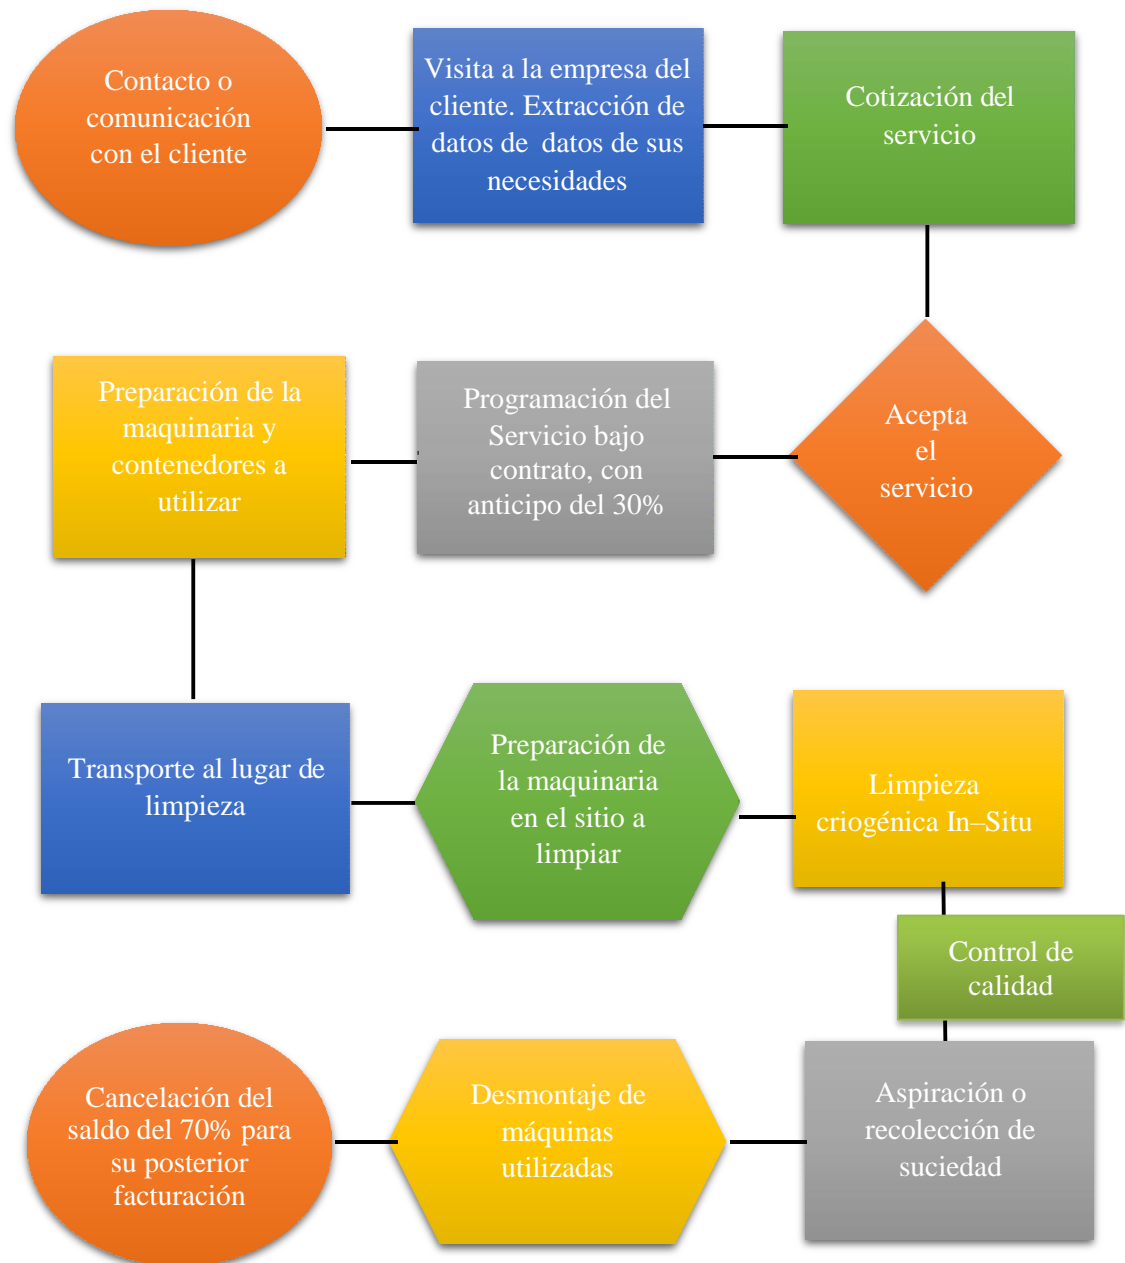 Contacto o
comunicación
con el cliente
Visita a la empresa del
cliente. Extracción de
datos de datos de sus
necesidades
Cotización del
servicio
Acepta
el
servicio
Programación del
Servicio bajo
contrato, con
anticipo del 30%
Preparación de la
maquinaria y
contenedores a
utilizar
Transporte al lugar de
limpieza
Preparación de
la maquinaria
en el sitio a
limpiar
Limpieza
criogénica In–Situ
Control de
calidad
Aspiración o
recolección de
suciedad
Desmontaje de
máquinas
utilizadas
Cancelación del
saldo del 70% para
su posterior
facturación